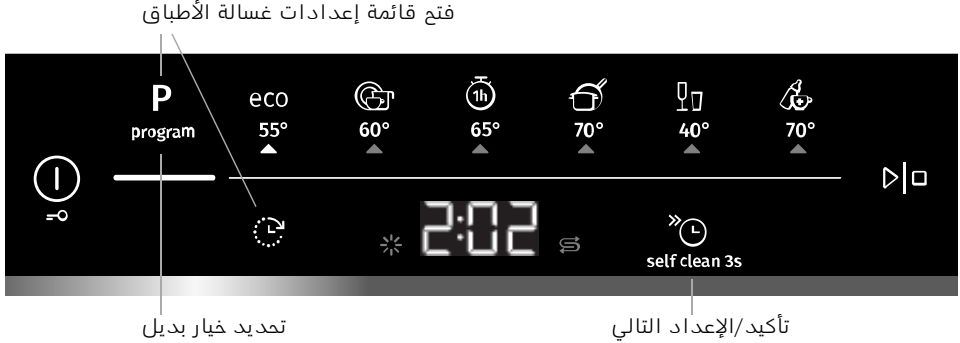 فتح قائمة إعدادات غسالة الأطباق
P
program
eco
55°
60°
1h
65°
70°
40°
70°
2:02
self clean 3s
تحديد خيار بديل
تأكيد/الإعداد التالي